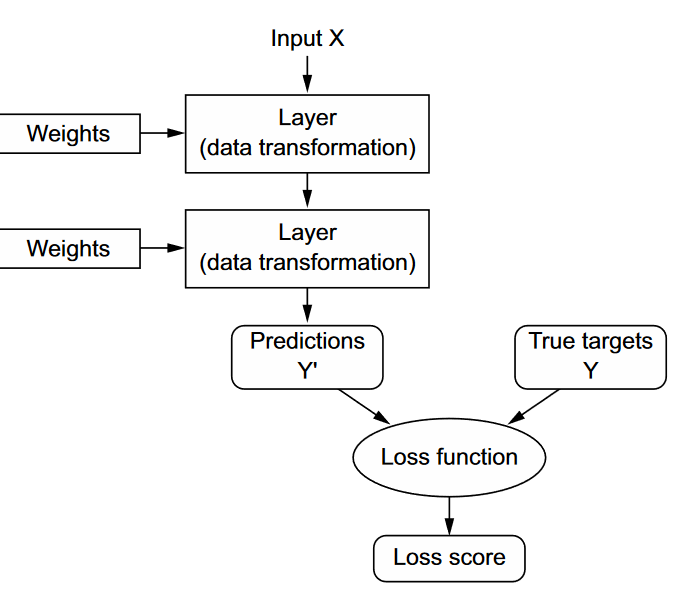 Input X
Weights
Layer
(data transformation)
Weights
Layer
(data transformation)
Predictions
Y'
True targets
Y
Loss function
Loss score